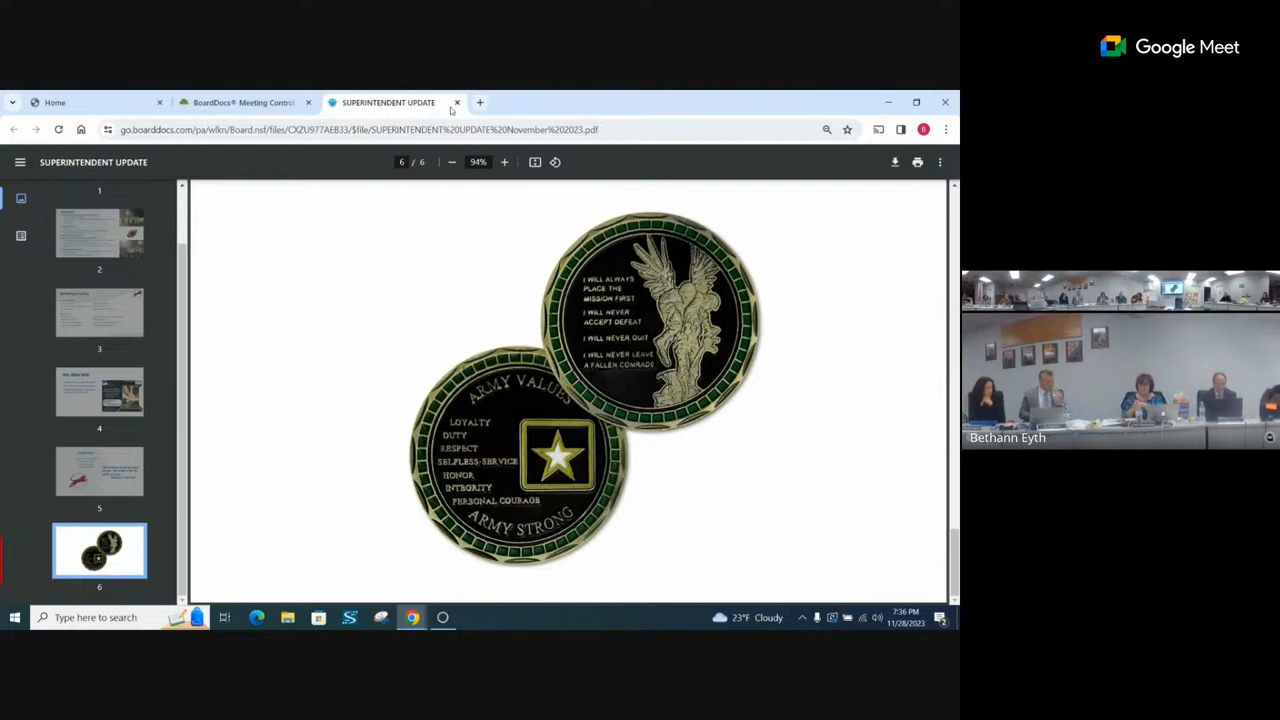 Google Meet
Home
BoardDocs® Meeting Control
SUPERINTENDENT UPDATE
go.boarddocs.com/pa/wlkn/Board.nsf/files/CXZU977AEB33/$file/SUPERINTENDENT%20UPDATE%20November%202023.pdf
SUPERINTENDENT UPDATE
6 / 6
94%
1
2
3
4
5
6
I WILL ALWAYS
PLACE THE
MISSION FIRST
I WILL NEVER
ACCEPT DEFEAT
I WILL NEVER QUIT
I WILL NEVER LEAVE
A FALLEN COMRADE
ARMY VALUES
LOYALTY
DUTY
RESPECT
SELFLESS-SERVICE
HONOR
INTEGRITY
PERSONAL COURAGE
ARMY STRONG
Bethann Eyth
Type here to search
23°F Cloudy
7:36 PM
11/28/2023
2